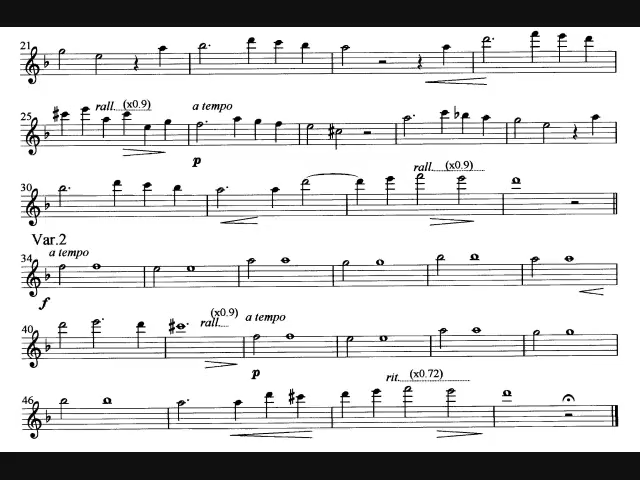 21
25 rall. (x0.9) a tempo
p
rall. (x0.9)
30
Var.2
a tempo
34
f
(x0.9)
40 rall. a tempo
p
rit. (x0.72)
46